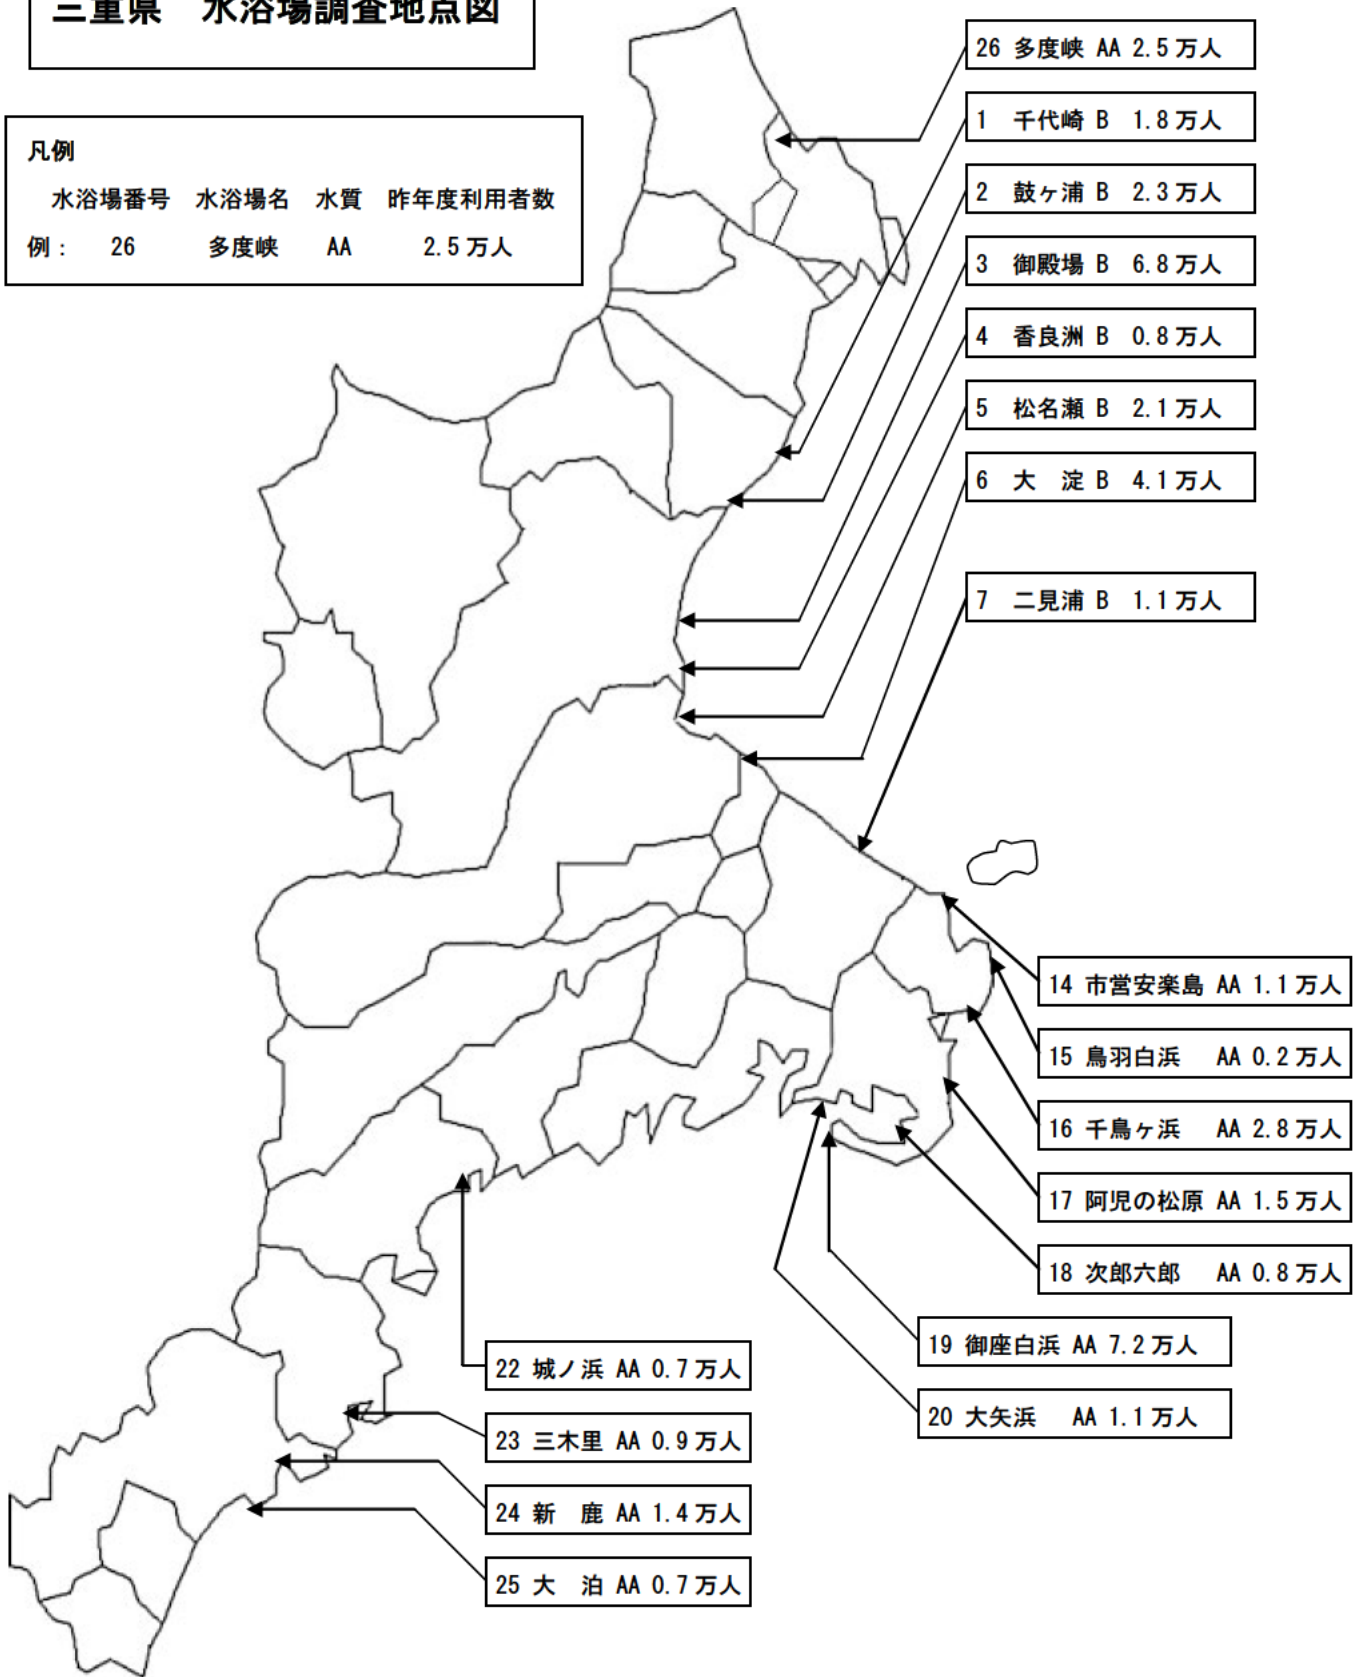 三重県　水浴場調査地点図
凡例
水浴場番号　水浴場名　水質　昨年度利用者数
例：　26　多度峡　AA　2.5万人
26 多度峡 AA 2.5万人
1　千代崎 B　1.8万人
2　鼓ヶ浦 B　2.3万人
3　御殿場 B　6.8万人
4　香良洲 B　0.8万人
5　松名瀬 B　2.1万人
6　大　淀 B　4.1万人
7　二見浦 B　1.1万人
14 市営安楽島 AA 1.1万人
15 鳥羽白浜　AA 0.2万人
16 千鳥ヶ浜　AA 2.8万人
17 阿児の松原 AA 1.5万人
18 次郎六郎　AA 0.8万人
19 御座白浜 AA 7.2万人
20 大矢浜　AA 1.1万人
22 城ノ浜 AA 0.7万人
23 三木里 AA 0.9万人
24 新　鹿 AA 1.4万人
25 大　泊 AA 0.7万人